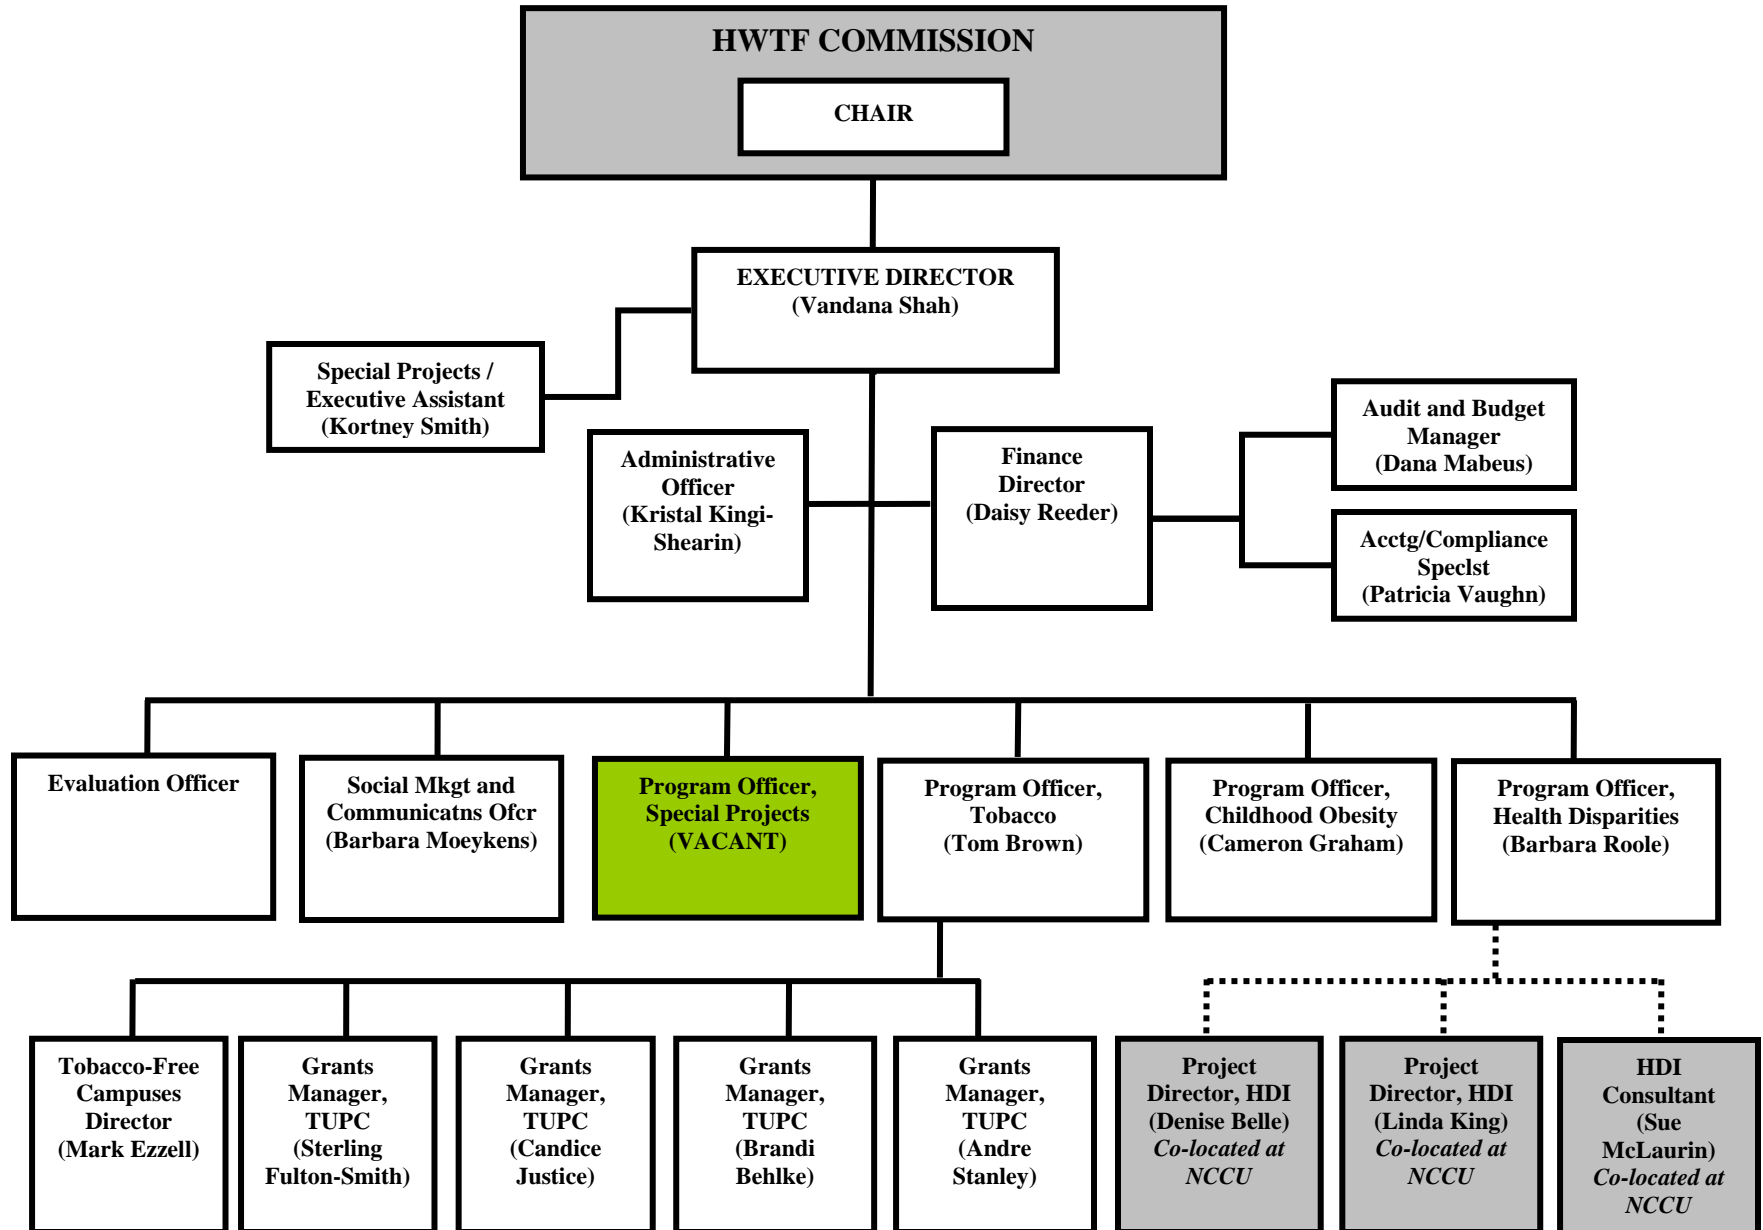 HWTF COMMISSION
CHAIR
EXECUTIVE DIRECTOR
(Vandana Shah)
Special Projects /
Executive Assistant
(Kortney Smith)
Administrative
Officer
(Kristal Kingi-
Shearin)
Finance
Director
(Daisy Reeder)
Audit and Budget
Manager
(Dana Mabeus)
Acctg/Compliance
Speclst
(Patricia Vaughn)
Evaluation Officer
Social Mkgt and
Communicatns Ofcr
(Barbara Moeykens)
Program Officer,
Special Projects
(VACANT)
Program Officer,
Tobacco
(Tom Brown)
Program Officer,
Childhood Obesity
(Cameron Graham)
Program Officer,
Health Disparities
(Barbara Roole)
Tobacco-Free
Campuses
Director
(Mark Ezzell)
Grants
Manager,
TUPC
(Sterling
Fulton-Smith)
Grants
Manager,
TUPC
(Candice
Justice)
Grants
Manager,
TUPC
(Brandi
Behlke)
Grants
Manager,
TUPC
(Andre
Stanley)
Project
Director, HDI
(Denise Belle)
Co-located at
NCCU
Project
Director, HDI
(Linda King)
Co-located at
NCCU
HDI
Consultant
(Sue
McLaurin)
Co-located at
NCCU